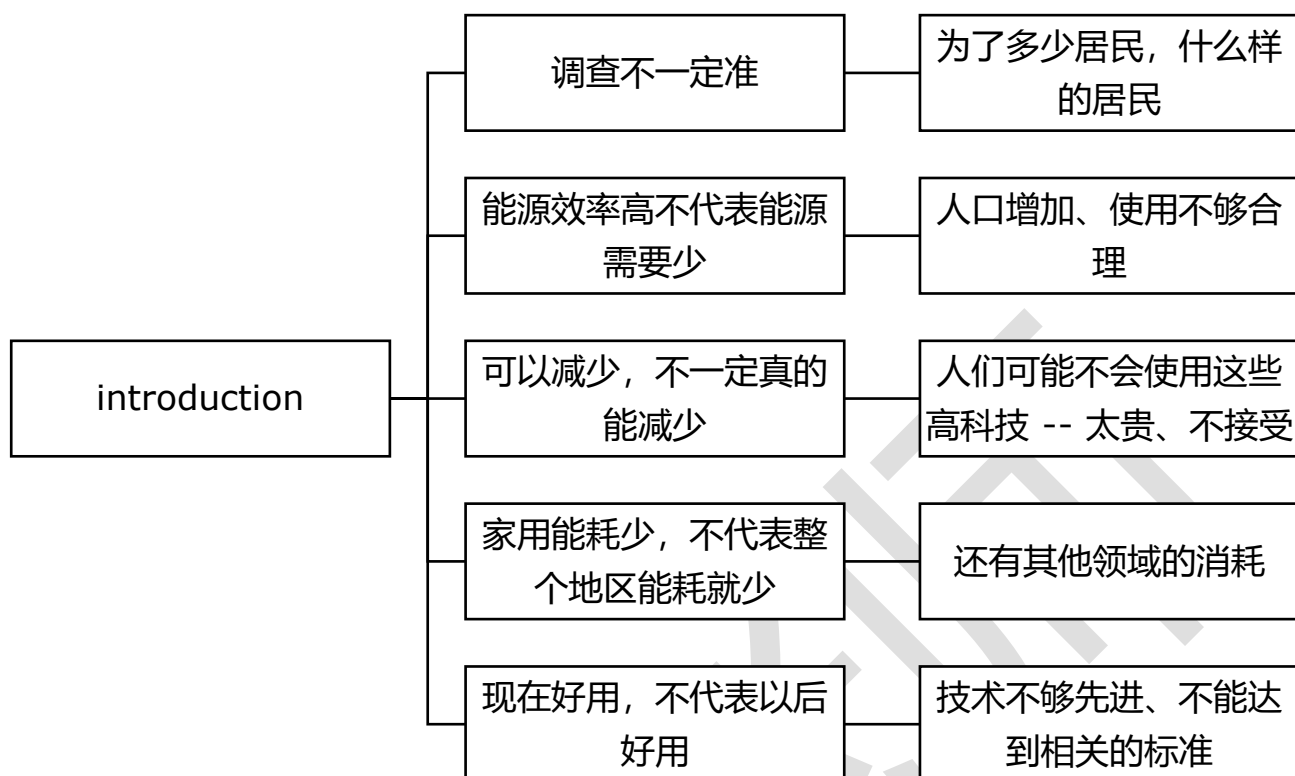 调查不一定准
为了多少居民，什么样
的居民
能源效率高不代表能源
需要少
人口增加、使用不够合
理
introduction
可以减少，不一定真的
能减少
人们可能不会使用这些
高科技 -- 太贵、不接受
家用能耗少，不代表整
个地区能耗就少
还有其他领域的消耗
现在好用，不代表以后
好用
技术不够先进、不能达
到相关的标准